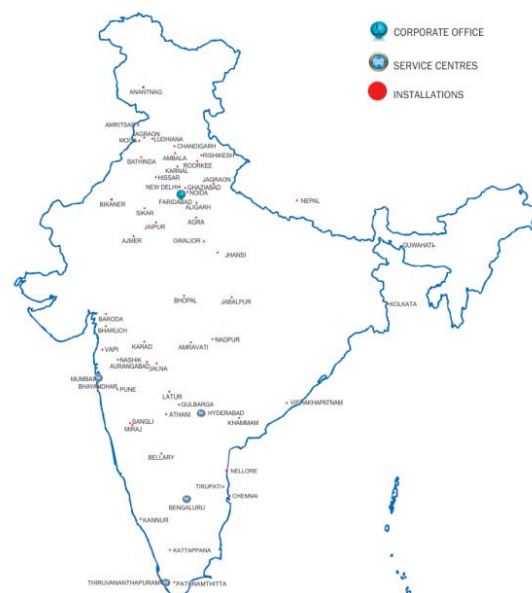 CORPORATE OFFICE
SERVICE CENTRES
INSTALLATIONS
ANANTNAG
AMRITSAR
JAGRAON
LUDHIANA
MOGA
CHANDIGARH
AMBALA
RISHIKESH
BATHINDA
ROORKEE
KARNAL
HISSAR
JAGRAON
NEW DELHI
GHAZIABAD
NOIDA
NEPAL
BIKANER
FARIDABAD
ALIGARH
SIKAR
AGRA
JAIPUR
AJMER
GWALIOR
GUWAHATI
JHANSI
BHOPAL
JABALPUR
KOLKATA
BARODA
BHARUCH
NAGPUR
KARAD
AMRAVATI
VAPI
NASHIK
AURANGABAD
JALNA
MUMBAI
BHAYANDHAR
PUNE
LATUR
GULBARGA
VISHAKHAPATNAM
ATHANI
HYDERABAD
KHAMMAM
SANGLI
MIRAJ
BELLARY
NELLORE
TIRUPATI
CHENNAI
BENGALURU
KANNUR
KATTAPPANA
THIRUVANANTHAPURAM
PATHNAMTHITTA